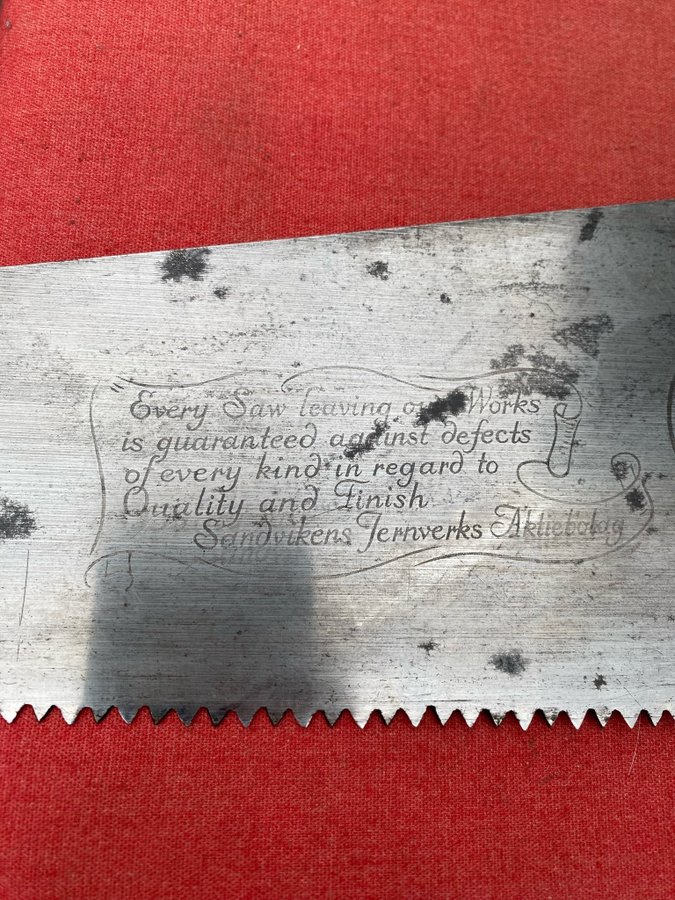 Every Saw leaving our Works
is guaranteed against defects
of every kind in regard to
Quality and Finish
Sandvikens Jernverks Aktiebolag